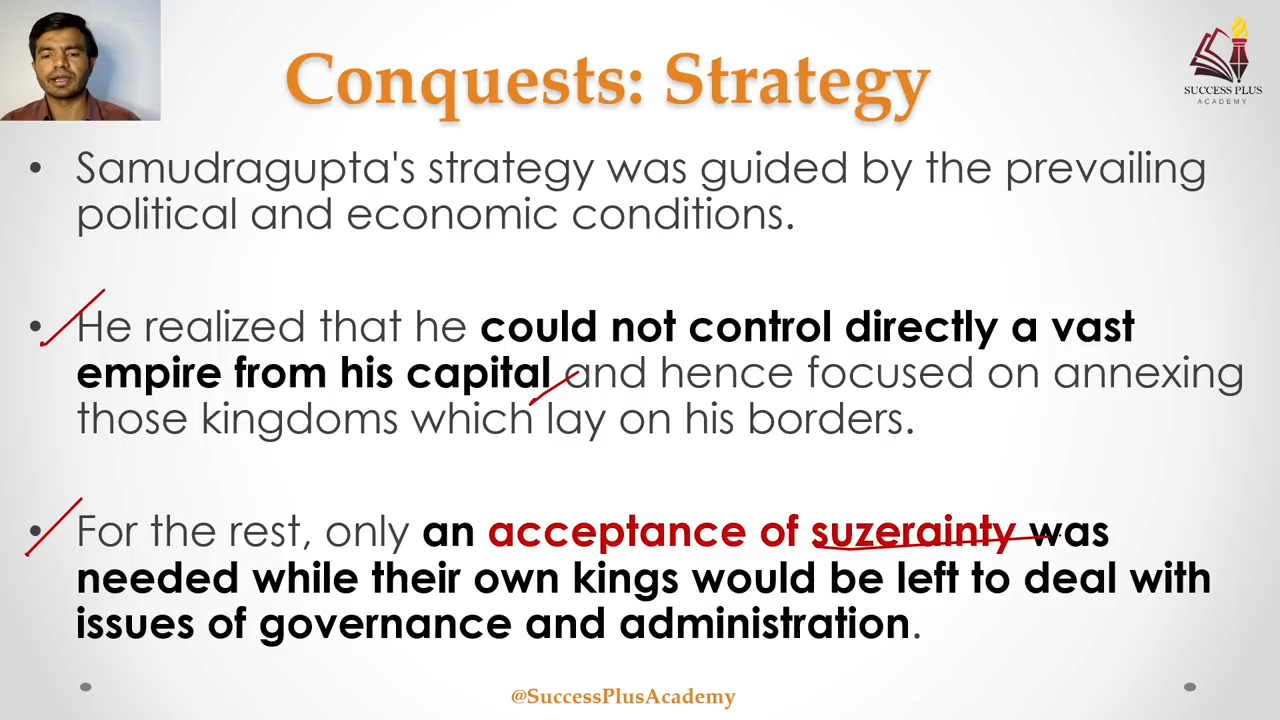 Conquests: Strategy
SUCCESS PLUS
ACADEMY
• Samudragupta's strategy was guided by the prevailing
political and economic conditions.
• He realized that he could not control directly a vast
empire from his capital and hence focused on annexing
those kingdoms which lay on his borders.
• For the rest, only an acceptance of suzerainty was
needed while their own kings would be left to deal with
issues of governance and administration.
@SuccessPlusAcademy